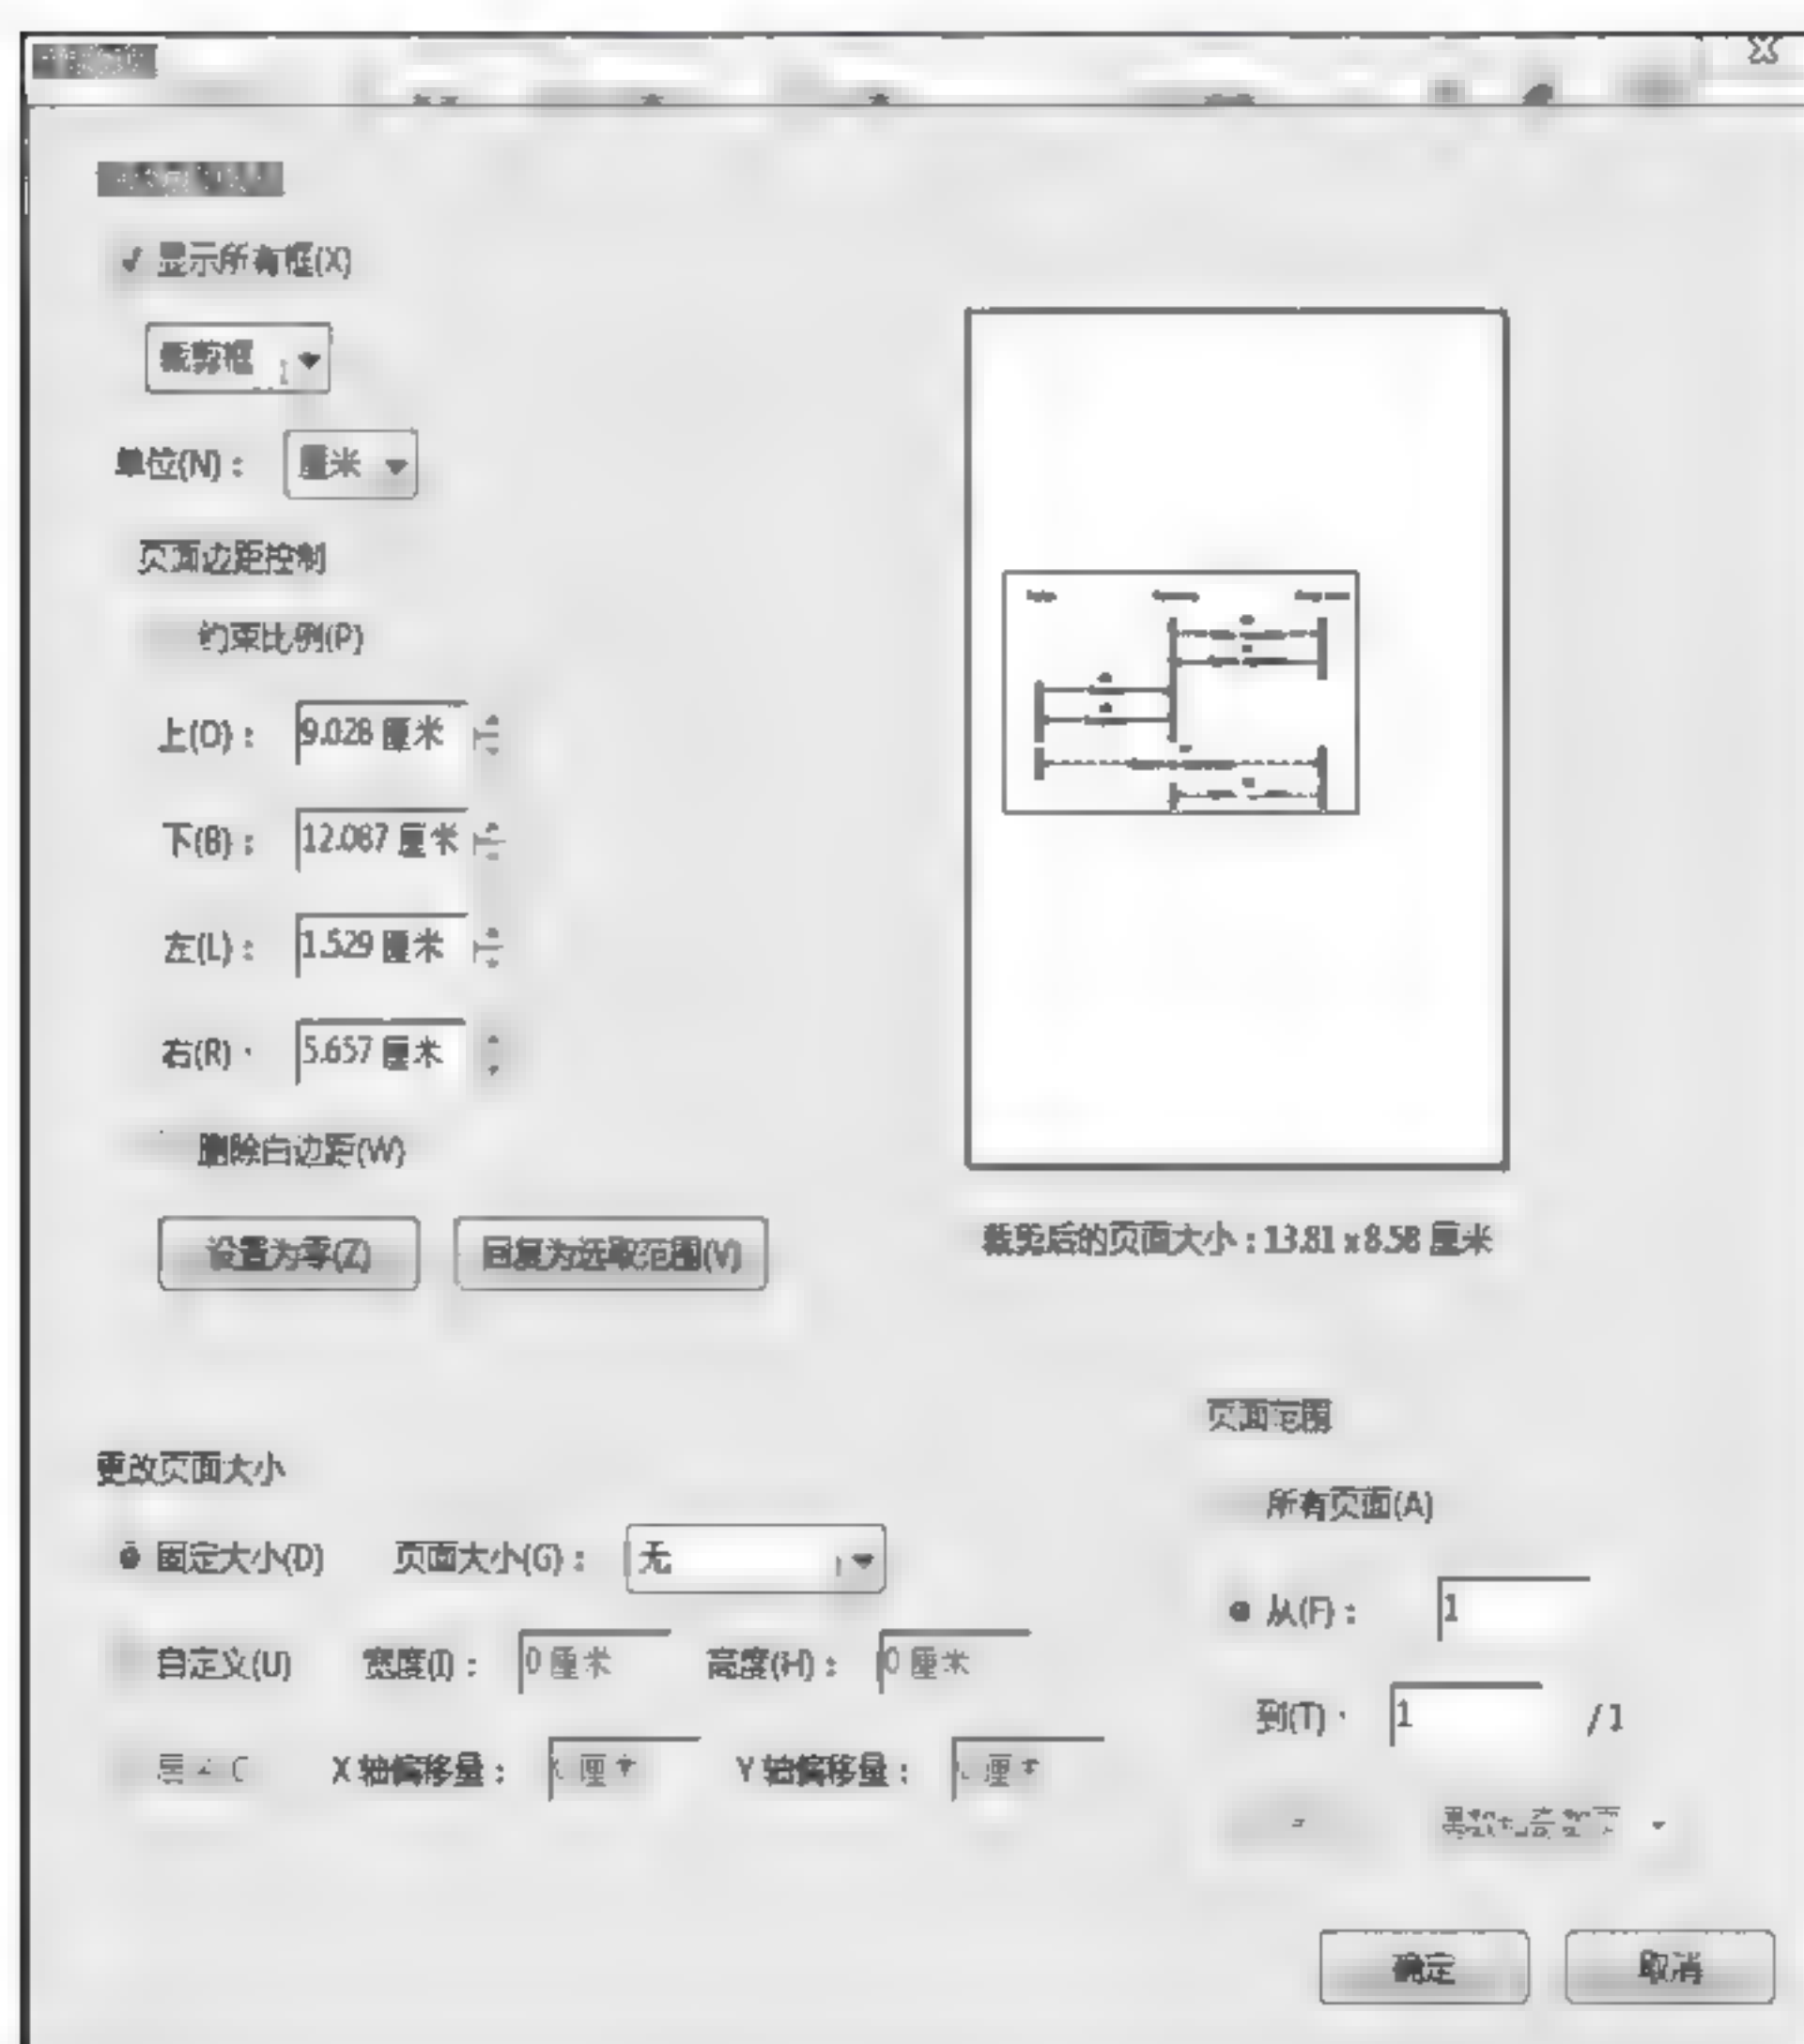 显示所有框(X)
裁剪框
单位(N)： 厘米
页面边距控制
约束比例(P)
上(O)： 9.028 厘米
下(B)： 12.087 厘米
左(L)： 1.529 厘米
右(R)： 5.657 厘米
删除白边距(W)
设置为零(Z) 回复为选取范围(V)
裁剪后的页面大小：13.81 x 8.58 厘米
页面范围
更改页面大小
所有页面(A)
固定大小(D) 页面大小(G)： 无
从(F)： 1
自定义(U) 宽度(I)： 0 厘米 高度(H)： 0 厘米
到(T)： 1 / 1
X 轴偏移量： 厘米 Y 轴偏移量： 厘米
确定 取消